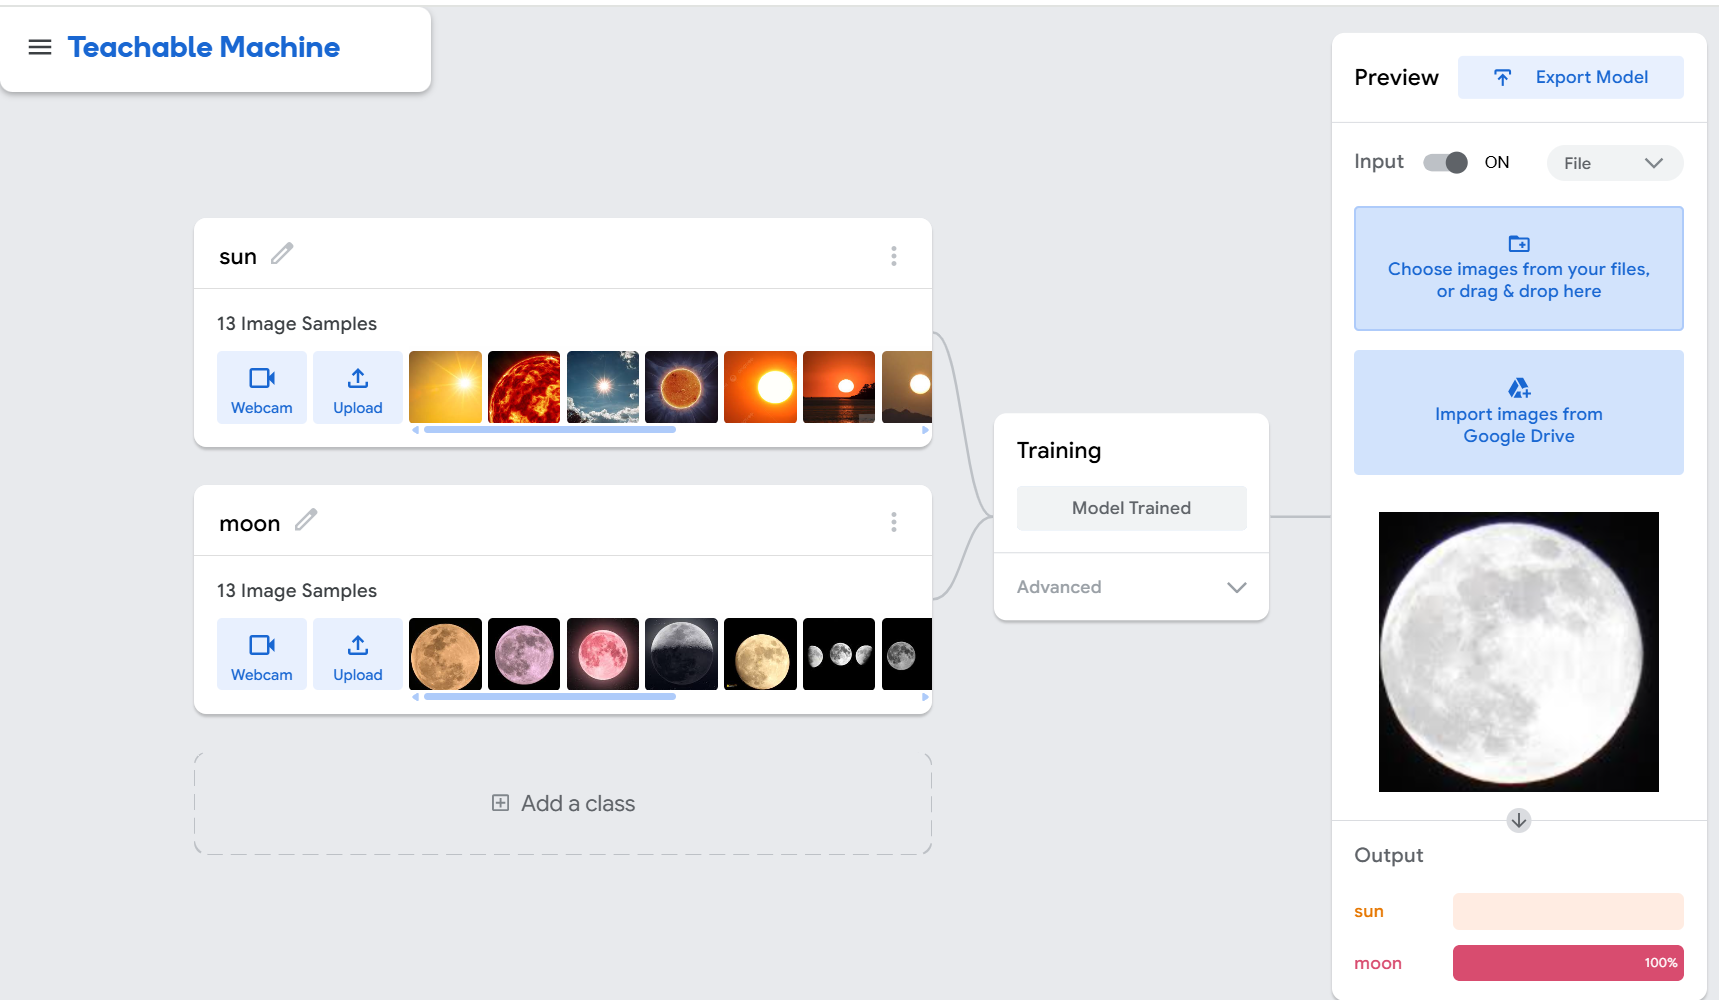 Teachable Machine
sun
13 Image Samples
Webcam
Upload
moon
13 Image Samples
Webcam
Upload
Add a class
Training
Model Trained
Advanced
Preview
Export Model
Input
ON
File
Choose images from your files,
or drag & drop here
Import images from
Google Drive
Output
sun
moon
100%